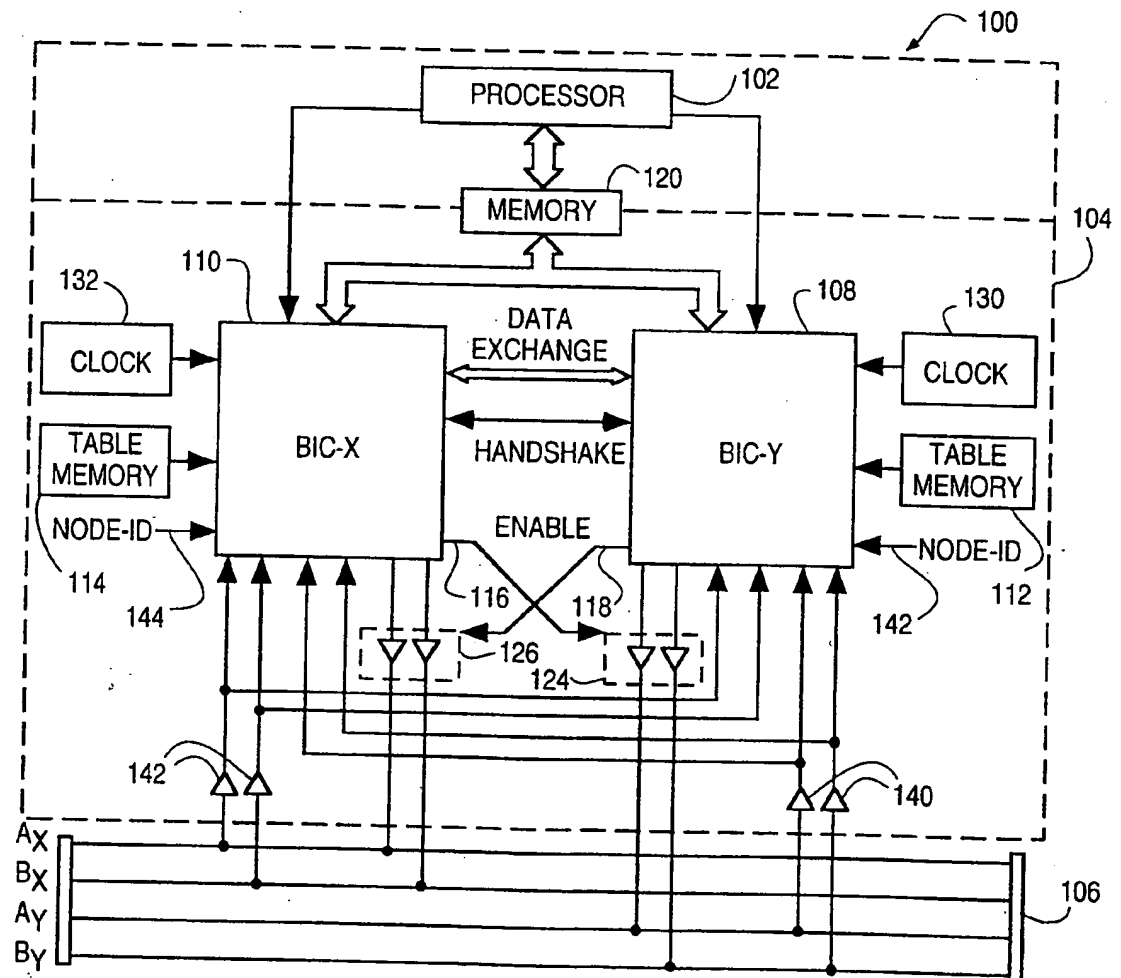 100
PROCESSOR
102
120
MEMORY
104
110
132
108
130
DATA
EXCHANGE
CLOCK
CLOCK
TABLE
MEMORY
BIC-X
HANDSHAKE
BIC-Y
TABLE
MEMORY
NODE-ID
ENABLE
NODE-ID
114
144
116
118
142
112
126
124
142
140
AX
BX
AY
BY
106